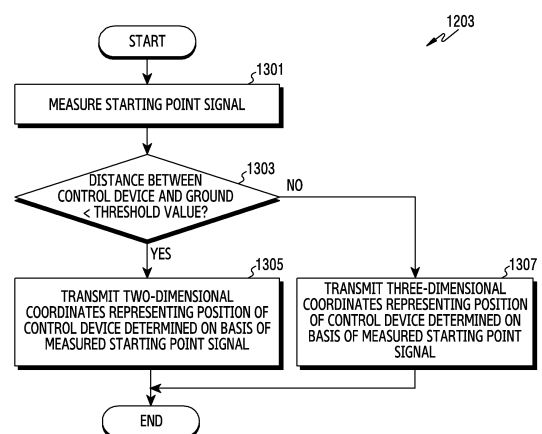 1203
START
1301
MEASURE STARTING POINT SIGNAL
1303
DISTANCE BETWEEN
CONTROL DEVICE AND GROUND
< THRESHOLD VALUE?
NO
YES
1305
TRANSMIT TWO-DIMENSIONAL
COORDINATES REPRESENTING POSITION OF
CONTROL DEVICE DETERMINED ON BASIS OF
MEASURED STARTING POINT SIGNAL
1307
TRANSMIT THREE-DIMENSIONAL
COORDINATES REPRESENTING POSITION
OF CONTROL DEVICE DETERMINED ON
BASIS OF MEASURED STARTING POINT
SIGNAL
END